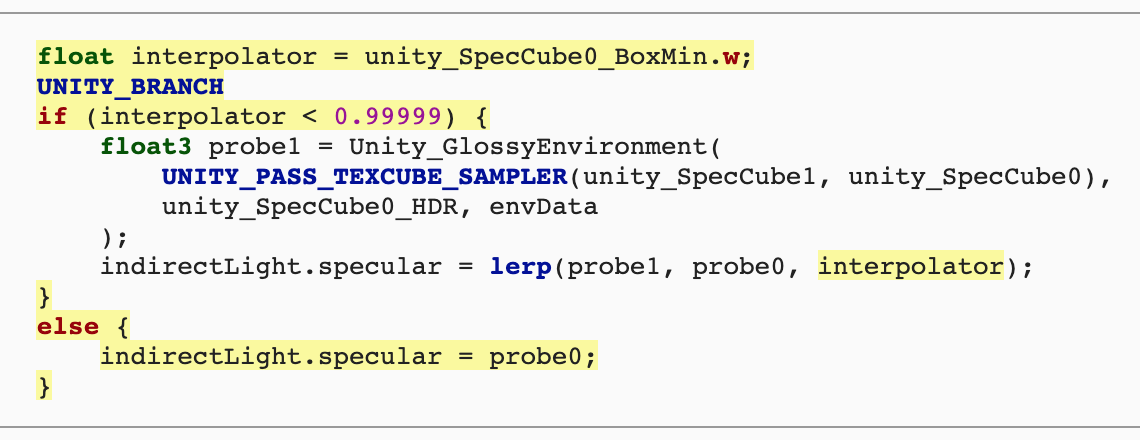 float interpolator = unity_SpecCube0_BoxMin.w;
UNITY_BRANCH
if (interpolator < 0.99999) {
    float3 probe1 = Unity_GlossyEnvironment(
        UNITY_PASS_TEXCUBE_SAMPLER(unity_SpecCube1, unity_SpecCube0),
        unity_SpecCube0_HDR, envData
    );
    indirectLight.specular = lerp(probe1, probe0, interpolator);
}
else {
    indirectLight.specular = probe0;
}